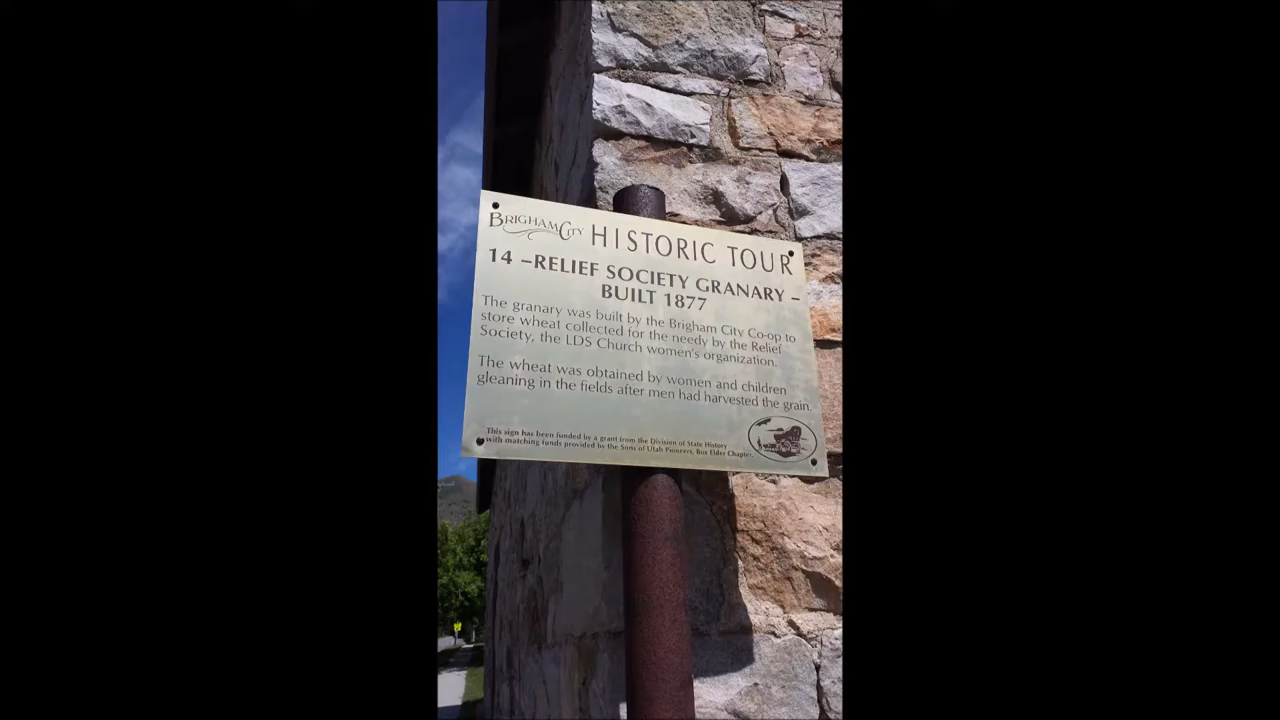 BRIGHAM CITY HISTORIC TOUR
14 –RELIEF SOCIETY GRANARY –
BUILT 1877
The granary was built by the Brigham City Co-op to
store wheat collected for the needy by the Relief
Society, the LDS Church women's organization.
The wheat was obtained by women and children
gleaning in the fields after men had harvested the grain.
This sign has been funded by a grant from the Division of State History
with matching funds provided by the Sons of Utah Pioneers, Box Elder Chapter.